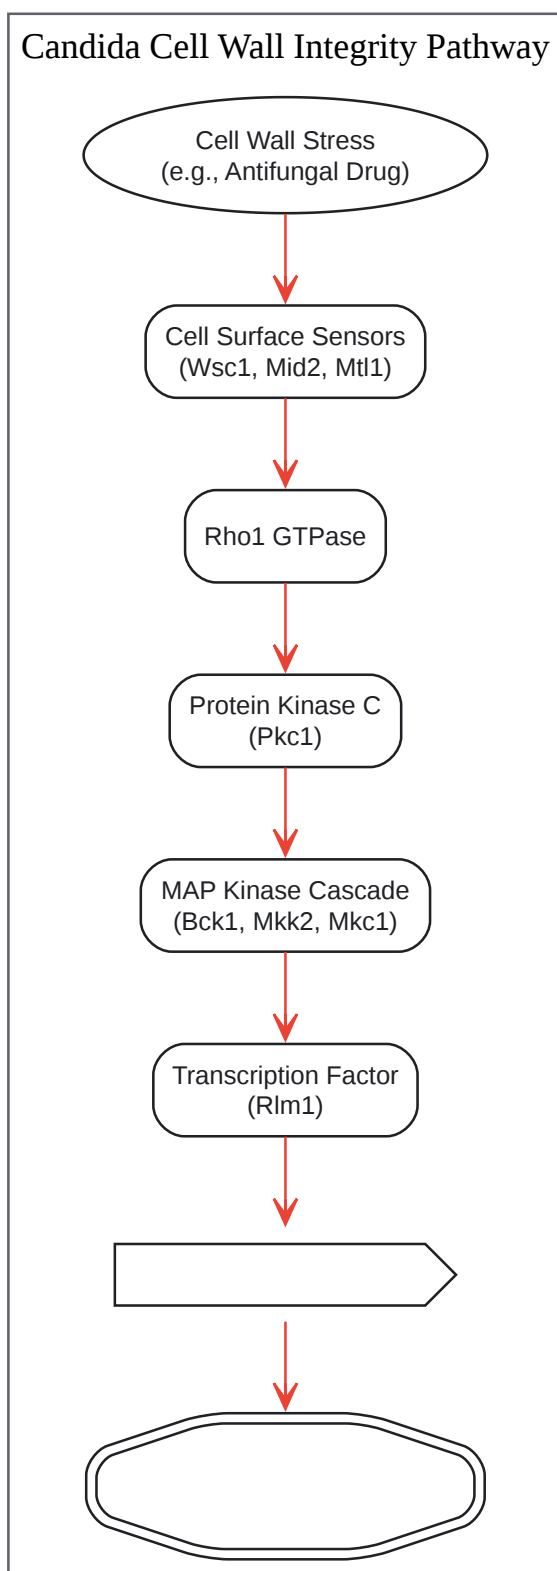 Candida Cell Wall Integrity Pathway
Cell Wall Stress
(e.g., Antifungal Drug)
Cell Surface Sensors
(Wsc1, Mid2, Mtl1)
Rho1 GTPase
Protein Kinase C
(Pkc1)
MAP Kinase Cascade
(Bck1, Mkk2, Mkc1)
Transcription Factor
(Rlm1)